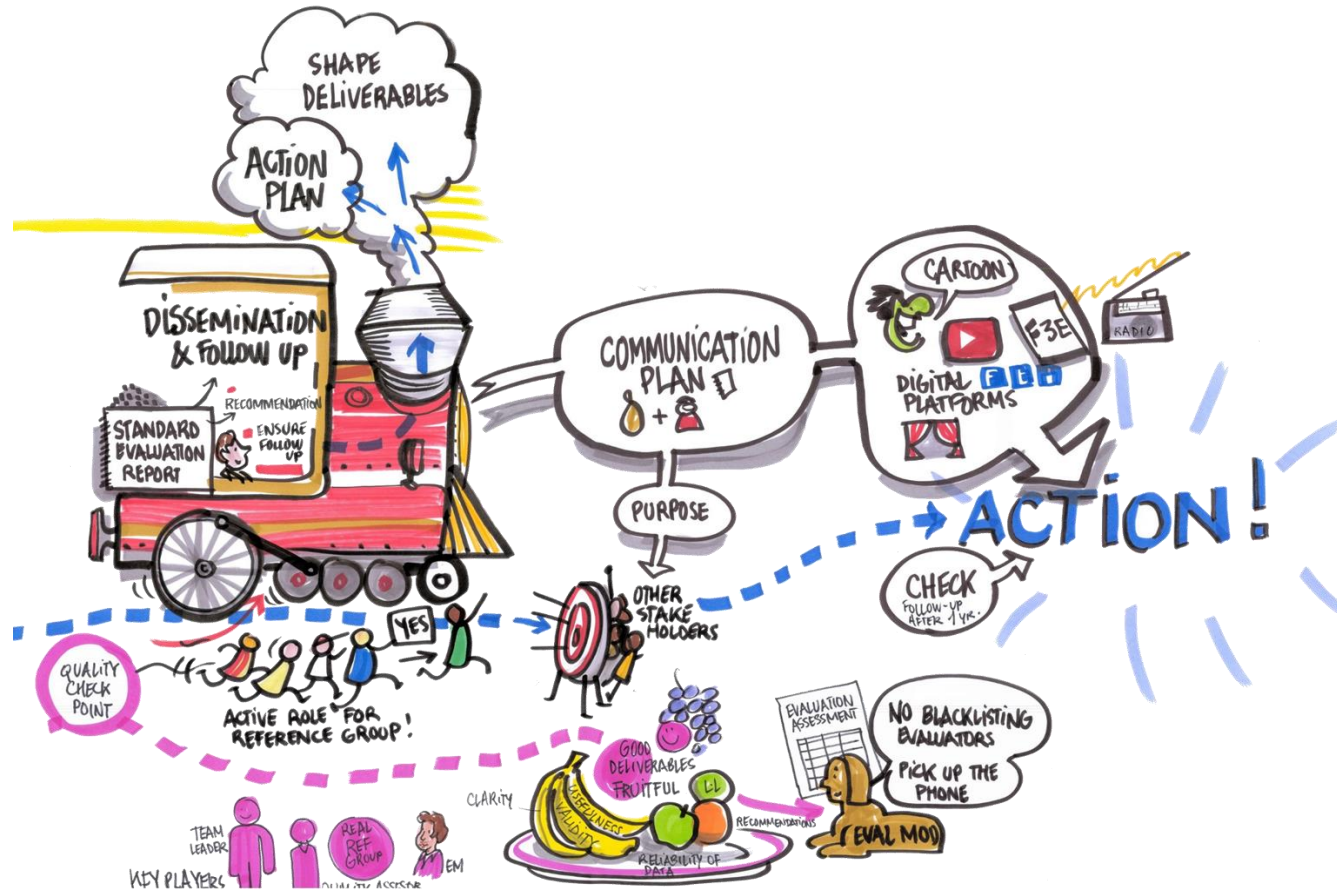 SHAPE
DELIVERABLES
ACTION
PLAN
DISSEMINATION
& FOLLOW UP
RECOMMENDATION
STANDARD
EVALUATION
REPORT
ENSURE
FOLLOW
UP
COMMUNICATION
PLAN
+
PURPOSE
CARTOON
F3E
RADIO
DIGITAL
PLATFORMS
ACTION!
CHECK
FOLLOW-UP
AFTER 1 YR.
OTHER
STAKE
HOLDERS
YES
QUALITY
CHECK
POINT
ACTIVE ROLE FOR
REFERENCE GROUP!
GOOD
DELIVERABLES
FRUITFUL
CLARITY
USEFULNESS
VALIDITY
RECOMMENDATIONS
RELIABILITY OF
DATA
EVALUATION
ASSESSMENT
NO BLACKLISTING
EVALUATORS
PICK UP THE
PHONE
EVAL MOD
TEAM
LEADER
REAL
REF
GROUP
EM
KEY PLAYERS
QUALITY ASSESOR